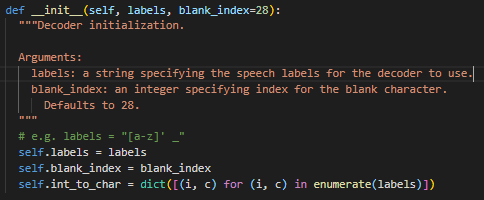 def __init__(self, labels, blank_index=28):
"""Decoder initialization.
Arguments:
labels: a string specifying the speech labels for the decoder to use.
blank_index: an integer specifying index for the blank character.
Defaults to 28.
"""
# e.g. labels = "[a-z]' _"
self.labels = labels
self.blank_index = blank_index
self.int_to_char = dict([(i, c) for (i, c) in enumerate(labels)])